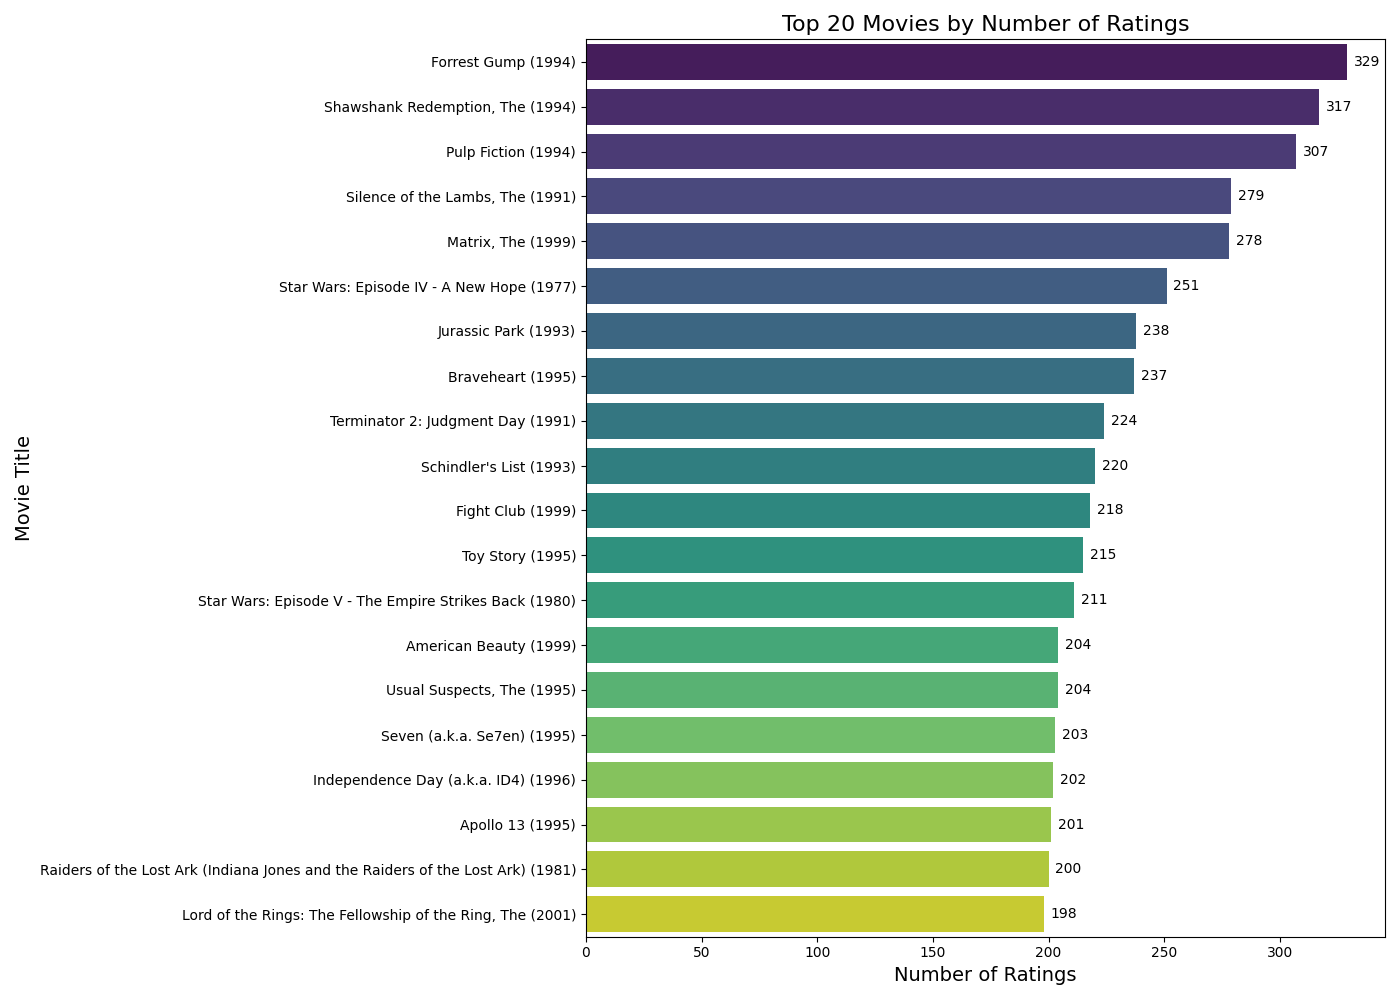 Top 20 Movies by Number of Ratings
Movie Title
Forrest Gump (1994) 329
Shawshank Redemption, The (1994) 317
Pulp Fiction (1994) 307
Silence of the Lambs, The (1991) 279
Matrix, The (1999) 278
Star Wars: Episode IV - A New Hope (1977) 251
Jurassic Park (1993) 238
Braveheart (1995) 237
Terminator 2: Judgment Day (1991) 224
Schindler's List (1993) 220
Fight Club (1999) 218
Toy Story (1995) 215
Star Wars: Episode V - The Empire Strikes Back (1980) 211
American Beauty (1999) 204
Usual Suspects, The (1995) 204
Seven (a.k.a. Se7en) (1995) 203
Independence Day (a.k.a. ID4) (1996) 202
Apollo 13 (1995) 201
Raiders of the Lost Ark (Indiana Jones and the Raiders of the Lost Ark) (1981) 200
Lord of the Rings: The Fellowship of the Ring, The (2001) 198
0 50 100 150 200 250 300
Number of Ratings